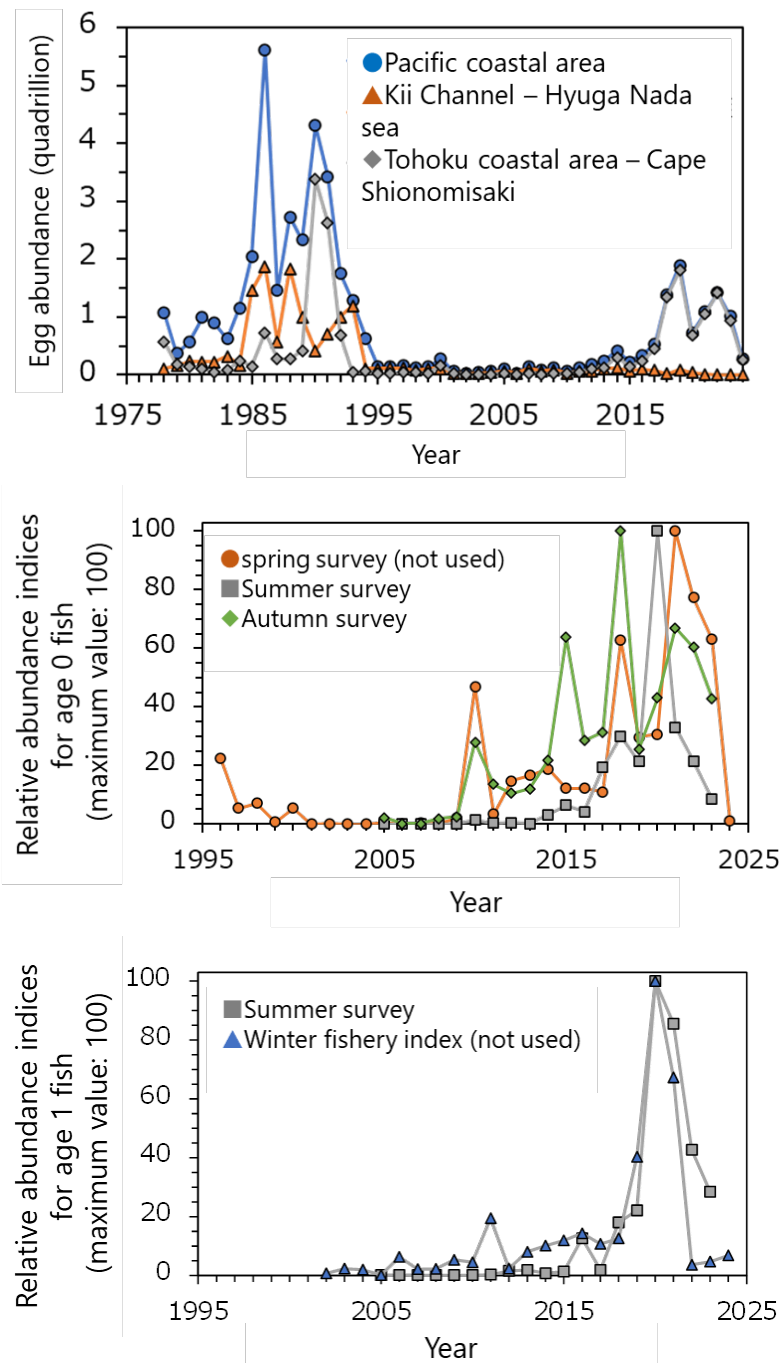 Egg abundance (quadrillion)
6
5
4
3
2
1
0
Pacific coastal area
Kii Channel – Hyuga Nada
sea
Tohoku coastal area – Cape
Shionomisaki
1975 1985 1995 2005 2015
Year
Relative abundance indices
for age 0 fish
(maximum value: 100)
100
80
60
40
20
0
spring survey (not used)
Summer survey
Autumn survey
1995 2005 2015 2025
Year
Relative abundance indices
for age 1 fish
(maximum value: 100)
100
80
60
40
20
0
Summer survey
Winter fishery index (not used)
1995 2005 2015 2025
Year